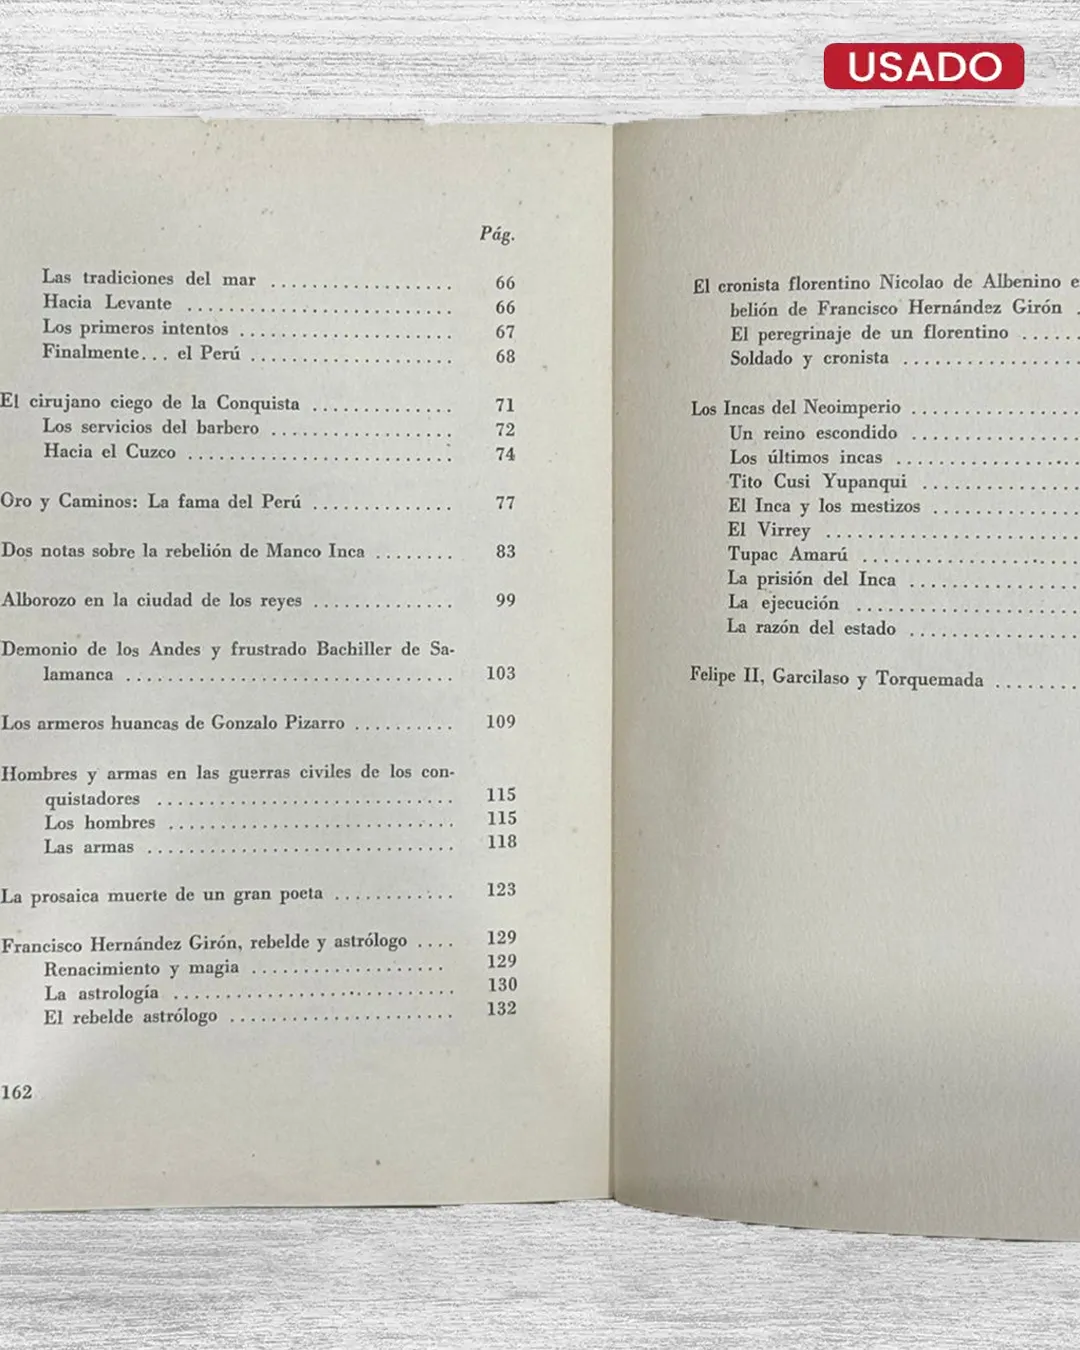 USADO
Pág.
Las tradiciones del mar .................. 66
Hacia Levante ........................ 66
Los primeros intentos .................. 67
Finalmente... el Perú .................. 68
El cirujano ciego de la Conquista .............. 71
Los servicios del barbero ................ 72
Hacia el Cuzco ........................ 74
Oro y Caminos: La fama del Perú .............. 77
Dos notas sobre la rebelión de Manco Inca ........ 83
Alborozo en la ciudad de los reyes .............. 99
Demonio de los Andes y frustrado Bachiller de Sa-
lamanca .............................. 103
Los armeros huancas de Gonzalo Pizarro .......... 109
Hombres y armas en las guerras civiles de los con-
quistadores .......................... 115
Los hombres .......................... 115
Las armas ............................ 118
La prosaica muerte de un gran poeta ............ 123
Francisco Hernández Girón, rebelde y astrólogo .... 129
Renacimiento y magia .................. 129
La astrología .......................... 130
El rebelde astrólogo .................... 132
162
El cronista florentino Nicolao de Albenino e
belión de Francisco Hernández Girón .
El peregrinaje de un florentino .....
Soldado y cronista ..............
Los Incas del Neoimperio ..............
Un reino escondido ..............
Los últimos incas ..............
Tito Cusi Yupanqui .............
El Inca y los mestizos ............
El Virrey ....................
Tupac Amarú .................
La prisión del Inca ..............
La ejecución ..................
La razón del estado ..............
Felipe II, Garcilaso y Torquemada .......